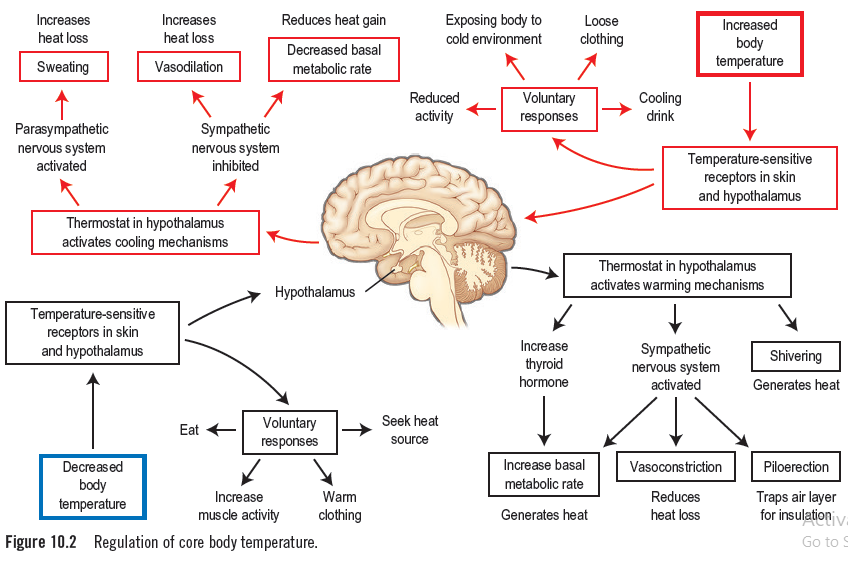 Increases
heat loss
Sweating
Parasympathetic
nervous system
activated
Increases
heat loss
Vasodilation
Sympathetic
nervous system
inhibited
Reduces heat gain
Decreased basal
metabolic rate
Thermostat in hypothalamus
activates cooling mechanisms
Exposing body to
cold environment
Loose
clothing
Reduced
activity
Voluntary
responses
Cooling
drink
Increased
body
temperature
Temperature-sensitive
receptors in skin
and hypothalamus
Hypothalamus
Temperature-sensitive
receptors in skin
and hypothalamus
Decreased
body
temperature
Eat
Voluntary
responses
Seek heat
source
Increase
muscle activity
Warm
clothing
Thermostat in hypothalamus
activates warming mechanisms
Increase
thyroid
hormone
Sympathetic
nervous system
activated
Shivering
Generates heat
Increase basal
metabolic rate
Generates heat
Vasoconstriction
Reduces
heat loss
Piloerection
Traps air layer
for insulation
Activa
Go to S
Figure 10.2 Regulation of core body temperature.